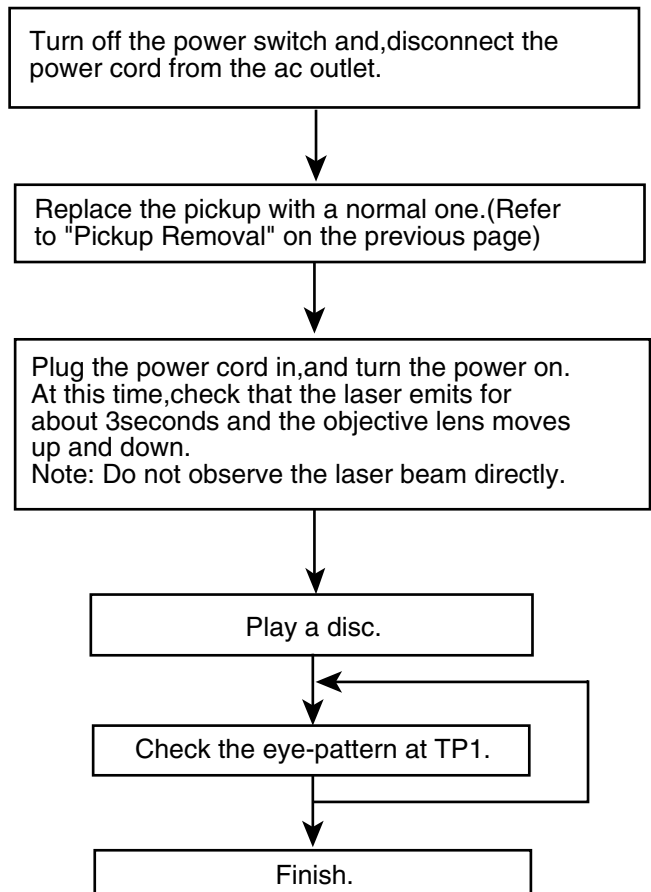 Turn off the power switch and,disconnect the
power cord from the ac outlet.
Replace the pickup with a normal one.(Refer
to "Pickup Removal" on the previous page)
Plug the power cord in,and turn the power on.
At this time,check that the laser emits for
about 3seconds and the objective lens moves
up and down.
Note: Do not observe the laser beam directly.
Play a disc.
Check the eye-pattern at TP1.
Finish.